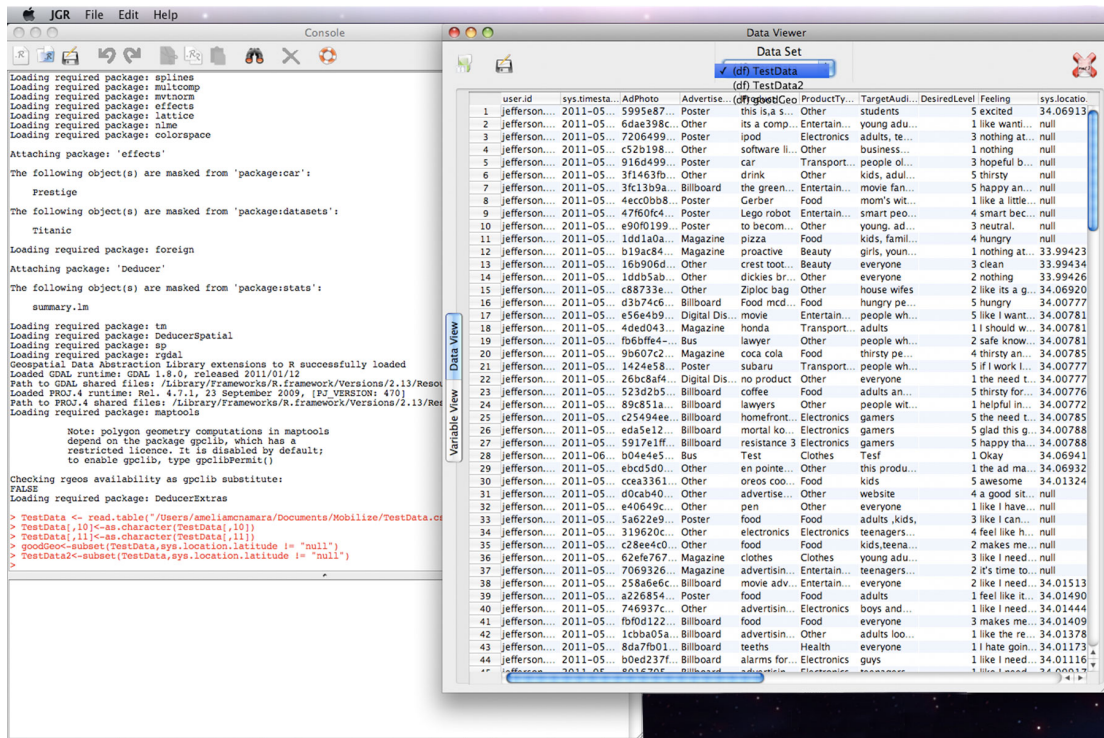 JGR File Edit Help
Console
Loading required package: splines
Loading required package: multcomp
Loading required package: mvtnorm
Loading required package: effects
Loading required package: lattice
Loading required package: nlme
Loading required package: colorspace
Attaching package: 'effects'
The following object(s) are masked from 'package:car':
Prestige
The following object(s) are masked from 'package:datasets':
Titanic
Loading required package: foreign
Attaching package: 'Deducer'
The following object(s) are masked from 'package:stats':
summary.lm
Loading required package: tm
Loading required package: DeducerSpatial
Loading required package: sp
Loading required package: rgdal
Geospatial Data Abstraction Library extensions to R successfully loaded
Loaded GDAL runtime: GDAL 1.8.0, released 2011/01/12
Path to GDAL shared files: /Library/Frameworks/R.framework/Versions/2.13/Resou
Loaded PROJ.4 runtime: Rel. 4.7.1, 23 September 2009, [PJ_VERSION: 470]
Path to PROJ.4 shared files: /Library/Frameworks/R.framework/Versions/2.13/Res
Loading required package: maptools
Note: polygon geometry computations in maptools
depend on the package gpclib, which has a
restricted licence. It is disabled by default;
to enable gpclib, type gpclibPermit()
Checking rgeos availability as gpclib substitute:
FALSE
Loading required package: DeducerExtras
> TestData <- read.table("/Users/ameliamcnamara/Documents/Mobilize/TestData.cs
> TestData[,10]<-as.character(TestData[,10])
> TestData[,11]<-as.character(TestData[,11])
> goodGeo<-subset(TestData,sys.location.latitude != "null")
> TestData2<-subset(TestData,sys.location.latitude != "null")
>
Data Viewer
Data Set
✓ (df) TestData
(df) TestData2
(df) goodGeo
Data View
Variable View
user.id sys.timesta... AdPhoto Advertise... ProductTy... TargetAudi... DesiredLevel Feeling sys.locatio
1 jefferson.... 2011-05... 5995e87... Poster this is,a s... Other students 5 excited 34.06913
2 jefferson.... 2011-05... 6dae398c... Other its a comp... Entertain... young adu... 1 like wanti... null
3 jefferson.... 2011-05... 7206499... Poster ipod Electronics adults, te... 3 nothing at... null
4 jefferson.... 2011-05... c52b198... Other software li... Other business... 1 nothing null
5 jefferson.... 2011-05... 916d499... Poster car Transport... people ol... 3 hopeful b... null
6 jefferson.... 2011-05... 3f1463fb... Other drink Other kids, adul... 5 thirsty null
7 jefferson.... 2011-05... 3fc13b9a... Billboard the green... Entertain... movie fan... 5 happy an... null
8 jefferson.... 2011-05... 4ecc0bb8... Poster Gerber Food mom's wit... 1 like a little... null
9 jefferson.... 2011-05... 47f60fc4... Poster Lego robot Entertain... smart peo... 4 smart bec... null
10 jefferson.... 2011-05... e90f0199... Poster to becom... Other young. ad... 3 neutral. null
11 jefferson.... 2011-05... 1dd1a0a... Magazine pizza Food kids, famil... 4 hungry null
12 jefferson.... 2011-05... b19ac84... Magazine proactive Beauty girls, youn... 1 nothing at... 33.99423
13 jefferson.... 2011-05... 16b906d... Other crest toot... Beauty everyone 3 clean 33.99434
14 jefferson.... 2011-05... 1ddb5ab... Other dickies br... Other everyone 2 nothing 33.99426
15 jefferson.... 2011-05... c88733e... Other Ziploc bag Other house wifes 2 like its a g... 34.06920
16 jefferson.... 2011-05... d3b74c6... Billboard Food mcd... Food hungry pe... 5 hungry 34.00777
17 jefferson.... 2011-05... e56e4b9... Digital Dis... movie Entertain... people wh... 5 like I want... 34.00781
18 jefferson.... 2011-05... 4ded043... Magazine honda Transport... adults 1 I should w... 34.00781
19 jefferson.... 2011-05... fb6bffe4-... Bus lawyer Other people wh... 2 safe know... 34.00781
20 jefferson.... 2011-05... 9b607c2... Magazine coca cola Food thirsty pe... 4 thirsty an... 34.00785
21 jefferson.... 2011-05... 1424e58... Poster subaru Transport... people wh... 5 if I work I... 34.00777
22 jefferson.... 2011-05... 26bc8af4... Digital Dis... no product Other everyone 1 the need t... 34.00777
23 jefferson.... 2011-05... 523d2b5... Billboard coffee Food adults an... 5 thirsty for... 34.00776
24 jefferson.... 2011-05... 89c851a... Billboard lawyers Other people wit... 1 helpful in... 34.00772
25 jefferson.... 2011-05... c25494ee... Billboard homefront... Electronics gamers 5 the need t... 34.00785
26 jefferson.... 2011-05... eda5e12... Billboard mortal ko... Electronics gamers 5 glad this g... 34.00788
27 jefferson.... 2011-05... 5917e1ff... Billboard resistance 3 Electronics gamers 5 happy tha... 34.00788
28 jefferson.... 2011-06... b04e4e5... Bus Test Clothes Tesf 1 Okay 34.06941
29 jefferson.... 2011-05... ebcd5d0... Other en pointe... Other this produ... 1 the ad ma... 34.06932
30 jefferson.... 2011-05... ccea3361... Other oreos coo... Food kids 5 awesome 34.01324
31 jefferson.... 2011-05... d0cab40... Other advertise... Other website 4 a good sit... null
32 jefferson.... 2011-05... e40649c... Other pen Other everyone 1 like I have... null
33 jefferson.... 2011-05... 5a622e9... Poster food Food adults ,kids, 3 like I can... null
34 jefferson.... 2011-05... 319620c... Other electronics Electronics teenagers 4 feel like h... null
35 jefferson.... 2011-05... c28ee4c0... Other food Food kids,teena... 2 makes me... null
36 jefferson.... 2011-05... 62efe767... Magazine clothes Clothes young adu... 3 like I need... null
37 jefferson.... 2011-05... 7069326... Magazine advertisin... Entertain... teenagers... 2 it's time to... null
38 jefferson.... 2011-05... 258a6e6c... Billboard movie adv... Entertain... everyone 2 like I need... 34.01513
39 jefferson.... 2011-05... a226854... Poster food Food adults 1 feel like it... 34.01490
40 jefferson.... 2011-05... 746937c... Other advertisin... Electronics boys and... 1 like I need... 34.01444
41 jefferson.... 2011-05... fbf0d122... Billboard food Food everyone 3 makes me... 34.01409
42 jefferson.... 2011-05... 1cbba05a... Billboard advertisin... Other adults loo... 1 like the re... 34.01378
43 jefferson.... 2011-05... 8da7fb01... Billboard teeths Health everyone 1 I hate goin... 34.01173
44 jefferson.... 2011-05... b0ed237f... Billboard alarms for... Electronics guys 1 like I need... 34.01116